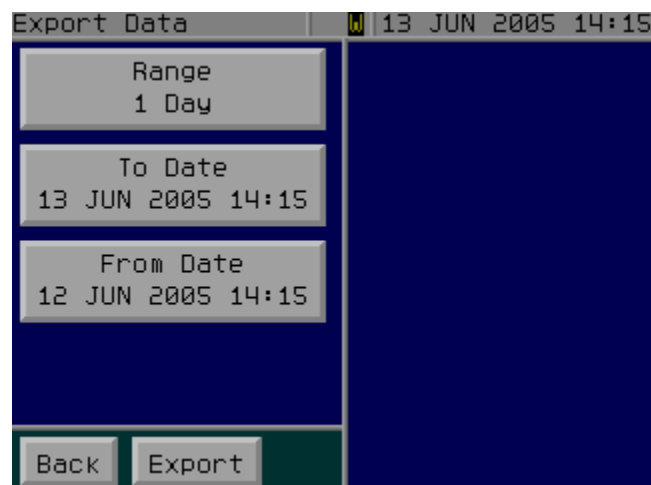 Export Data W 13 JUN 2005 14:15
Range
1 Day
To Date
13 JUN 2005 14:15
From Date
12 JUN 2005 14:15
Back Export